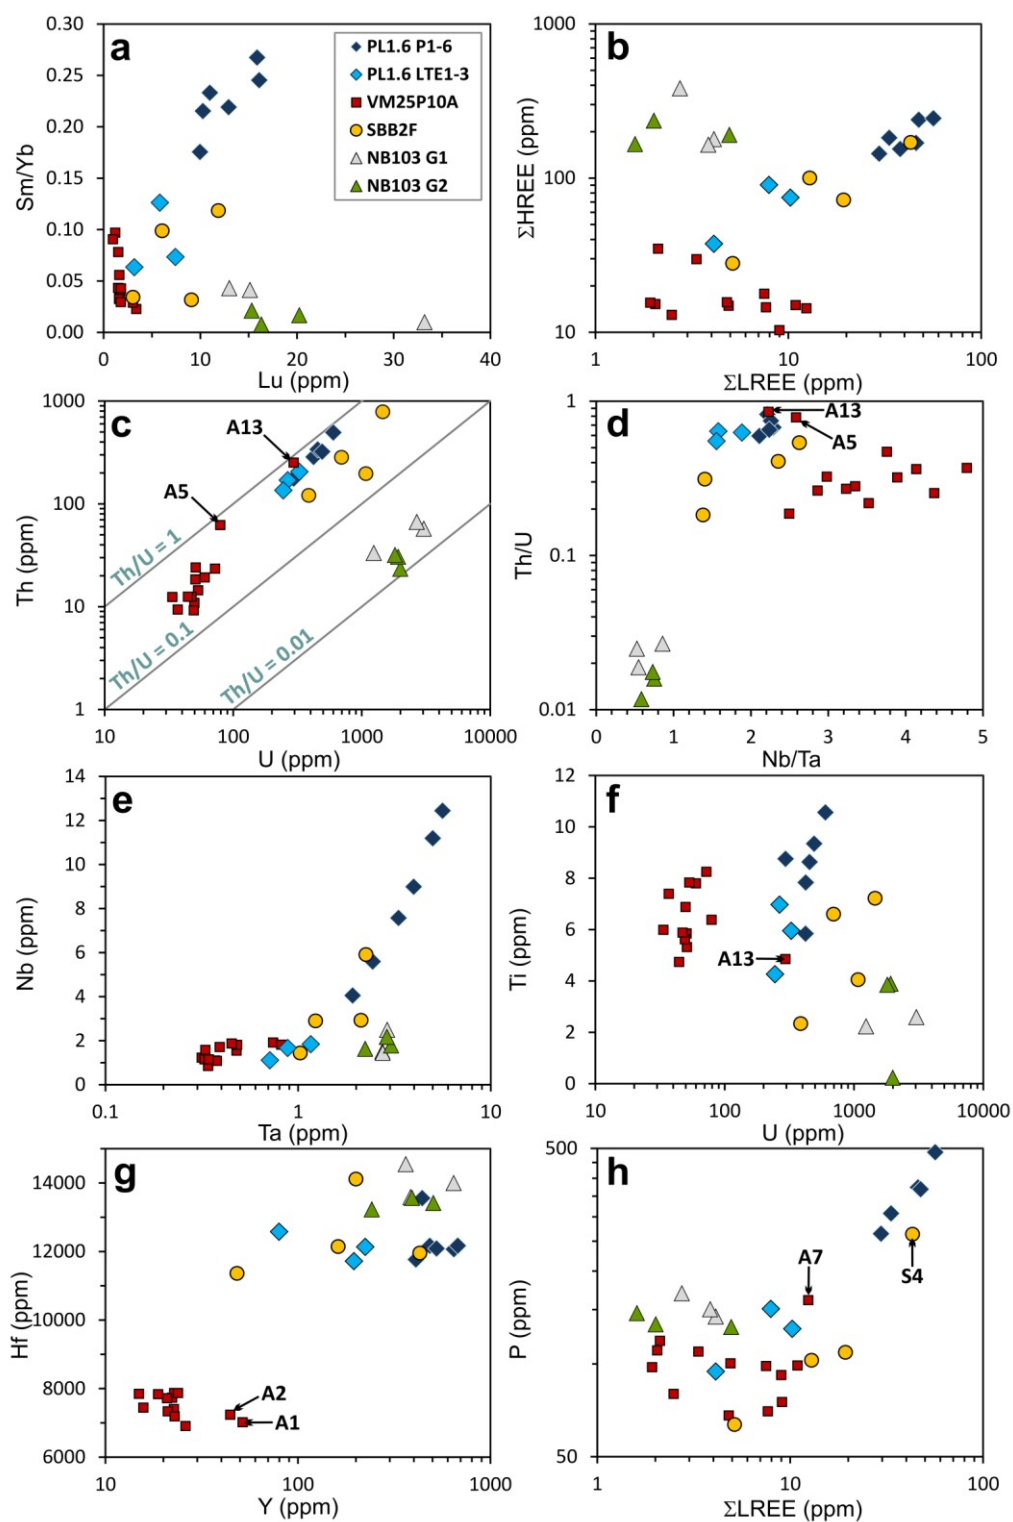 a
0.30
0.25
0.20
0.15
0.10
0.05
0.00
Sm/Yb
0 10 20 30 40
Lu (ppm)
PL1.6 P1-6
PL1.6 LTE1-3
VM25P10A
SBB2F
NB103 G1
NB103 G2
b
1000
100
10
ΣHREE (ppm)
1 10 100
ΣLREE (ppm)
c
1000
100
10
1
Th (ppm)
A13
A5
Th/U = 1
Th/U = 0.1
Th/U = 0.01
10 100 1000 10000
U (ppm)
d
1
0.1
0.01
Th/U
A13
A5
0 1 2 3 4 5
Nb/Ta
e
14
12
10
8
6
4
2
0
Nb (ppm)
0.1 1 10
Ta (ppm)
f
12
10
8
6
4
2
0
Ti (ppm)
A13
10 100 1000 10000
U (ppm)
g
14000
12000
10000
8000
6000
Hf (ppm)
A2
A1
10 100 1000
Y (ppm)
h
500
50
P (ppm)
A7
S4
1 10 100
ΣLREE (ppm)